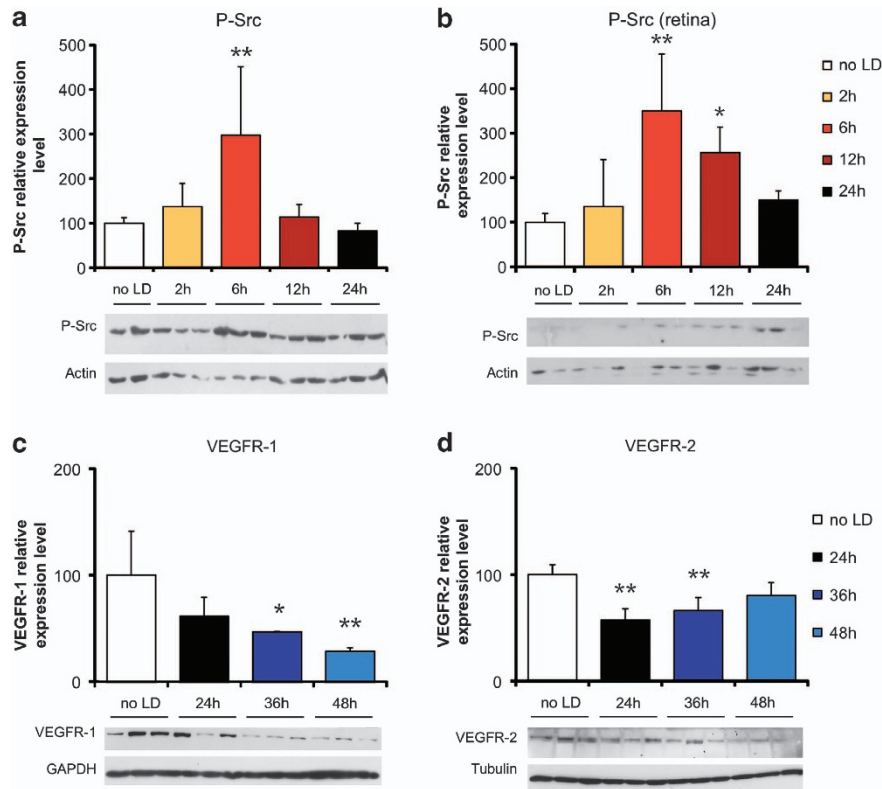 a
P-Src
P-Src relative expression
level
500
400
300
200
100
0
**
no LD 2h 6h 12h 24h
P-Src
Actin
b
P-Src (retina)
P-Src relative
expression level
500
400
300
200
100
0
**
*
no LD 2h 6h 12h 24h
P-Src
Actin
no LD
2h
6h
12h
24h
c
VEGFR-1
VEGFR-1 relative
expression level
200
100
0
*
**
no LD 24h 36h 48h
VEGFR-1
GAPDH
d
VEGFR-2
VEGFR-2 relative
expression level
200
100
0
**
**
no LD 24h 36h 48h
VEGFR-2
Tubulin
no LD
24h
36h
48h